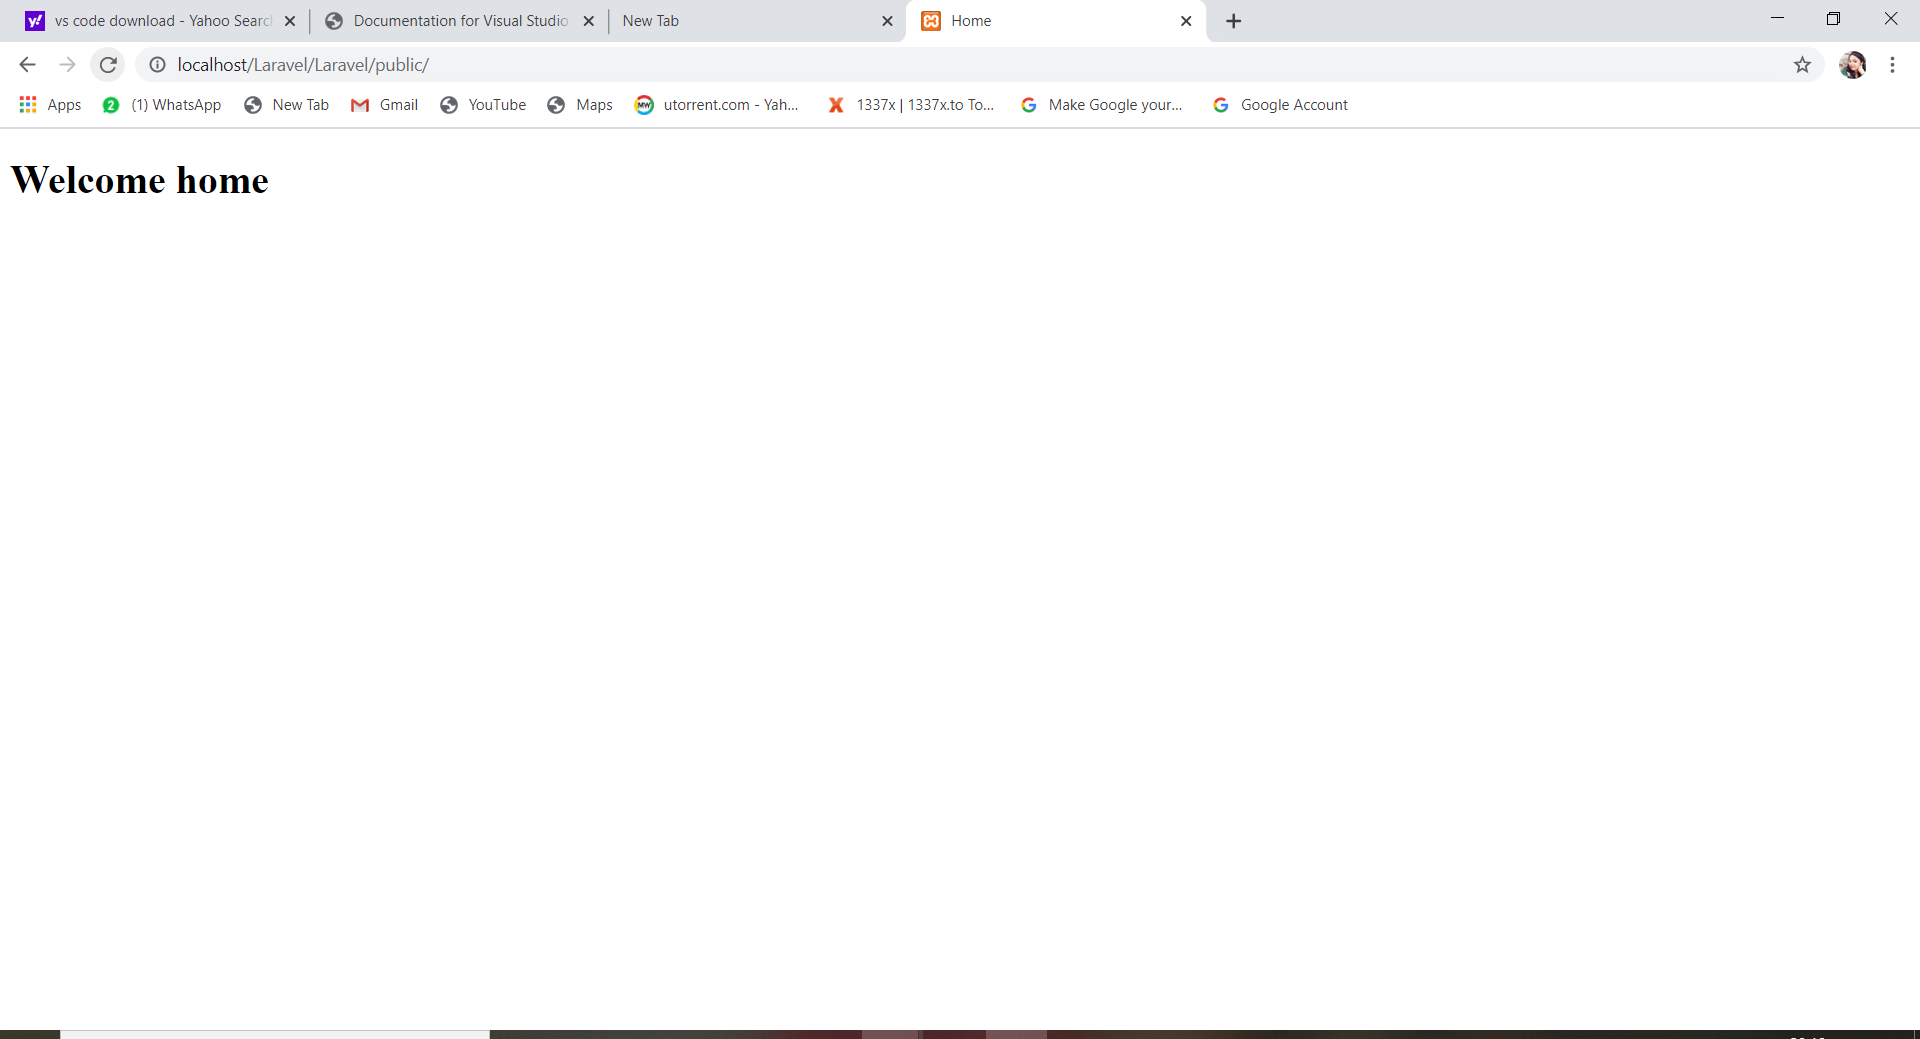 vs code download - Yahoo Search
Documentation for Visual Studio
New Tab
Home
localhost/Laravel/Laravel/public/
Apps
2
(1) WhatsApp
New Tab
Gmail
YouTube
Maps
MW
utorrent.com - Yah...
X
1337x | 1337x.to To...
Make Google your...
Google Account
Welcome home